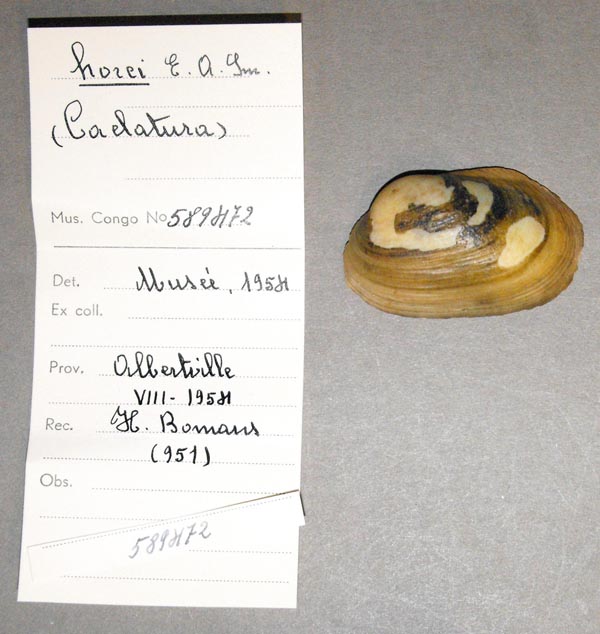 horei E. A. Sm.
(Caelatura)
Mus. Congo No 589472
Det. Musée, 1954
Ex coll.
Prov. Albertville
VIII - 1954
Rec. H. Bomans
(951)
Obs.
589472